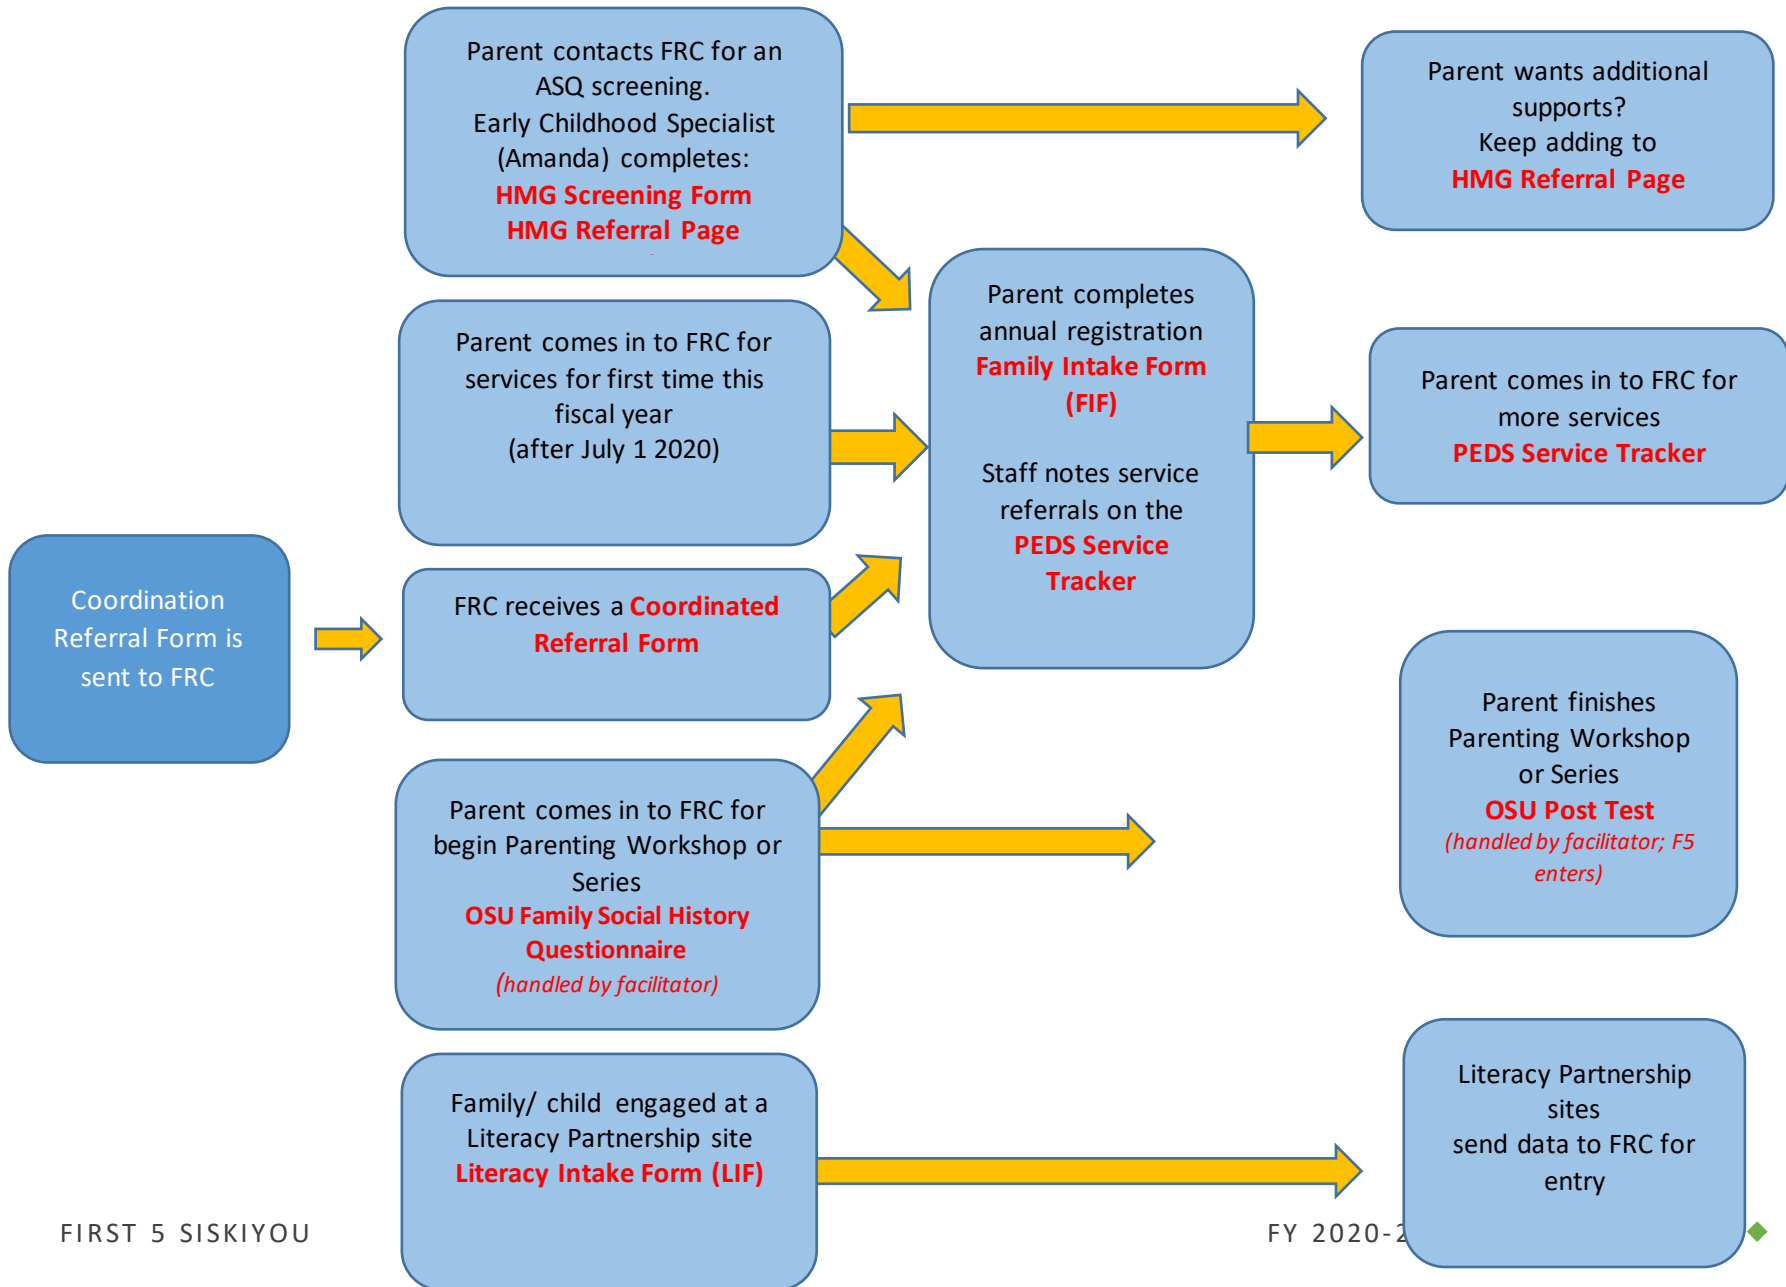 Parent contacts FRC for an
ASQ screening.
Early Childhood Specialist
(Amanda) completes:
HMG Screening Form
HMG Referral Page
Parent wants additional
supports?
Keep adding to
HMG Referral Page
Parent comes in to FRC for
services for first time this
fiscal year
(after July 1 2020)
Parent completes
annual registration
Family Intake Form
(FIF)
Staff notes service
referrals on the
PEDS Service
Tracker
Parent comes in to FRC for
more services
PEDS Service Tracker
Coordination
Referral Form is
sent to FRC
FRC receives a Coordinated
Referral Form
Parent comes in to FRC for
begin Parenting Workshop or
Series
OSU Family Social History
Questionnaire
(handled by facilitator)
Parent finishes
Parenting Workshop
or Series
OSU Post Test
(handled by facilitator; F5
enters)
Family/ child engaged at a
Literacy Partnership site
Literacy Intake Form (LIF)
Literacy Partnership
sites
send data to FRC for
entry
FIRST 5 SISKIYOU
FY 2020-2